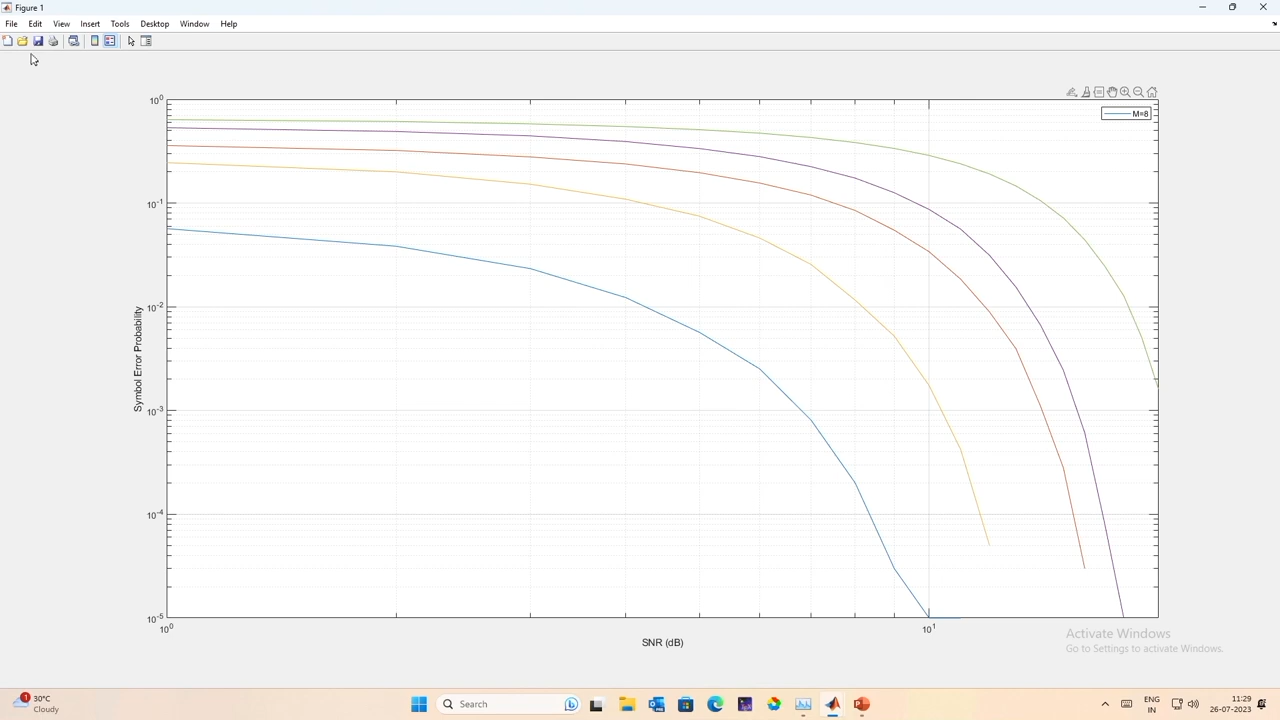 Figure 1
File Edit View Insert Tools Desktop Window Help
M=8
10^0
10^-1
10^-2
10^-3
10^-4
10^-5
Symbol Error Probability
10^0
10^1
SNR (dB)
Activate Windows
Go to Settings to activate Windows.
1
30°C
Cloudy
Search
ENG
IN
11:29
26-07-2023